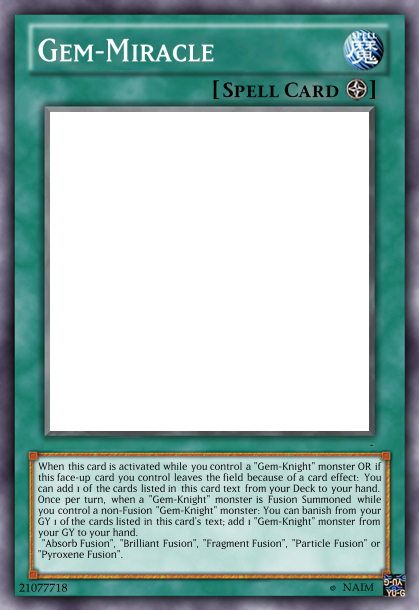 Gem-Miracle
魔
[Spell Card]
-
When this card is activated while you control a "Gem-Knight" monster OR if
this face-up card you control leaves the field because of a card effect: You
can add 1 of the cards listed in this card text from your Deck to your hand.
Once per turn, when a "Gem-Knight" monster is Fusion Summoned while
you control a non-Fusion "Gem-Knight" monster: You can banish from your
GY 1 of the cards listed in this card's text; add 1 "Gem-Knight" monster from
your GY to your hand.
"Absorb Fusion", "Brilliant Fusion", "Fragment Fusion", "Particle Fusion" or
"Pyroxene Fusion".
21077718
@ NAIM